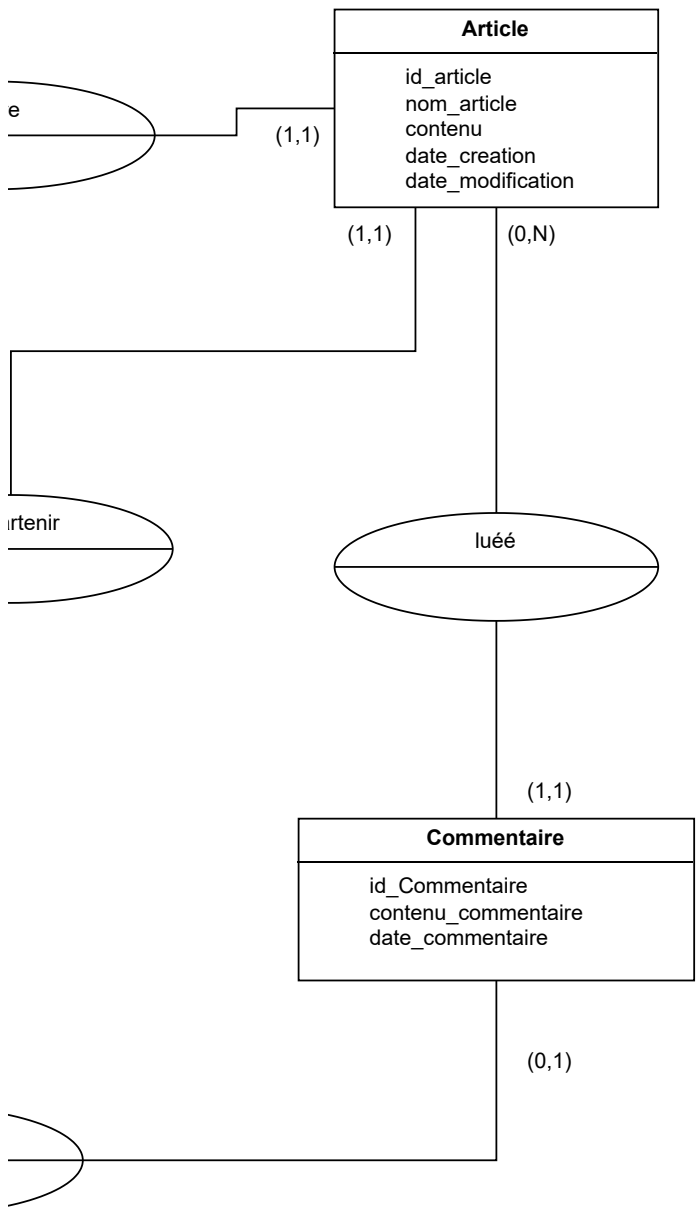 Article
id_article
nom_article
contenu
date_creation
date_modification
e
(1,1)
(1,1)
(0,N)
rtenir
luéé
(1,1)
Commentaire
id_Commentaire
contenu_commentaire
date_commentaire
(0,1)